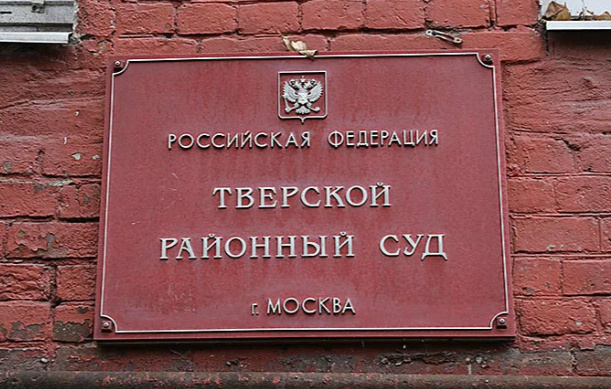 РОССИЙСКАЯ ФЕДЕРАЦИЯ
ТВЕРСКОЙ
РАЙОННЫЙ СУД
г. МОСКВА